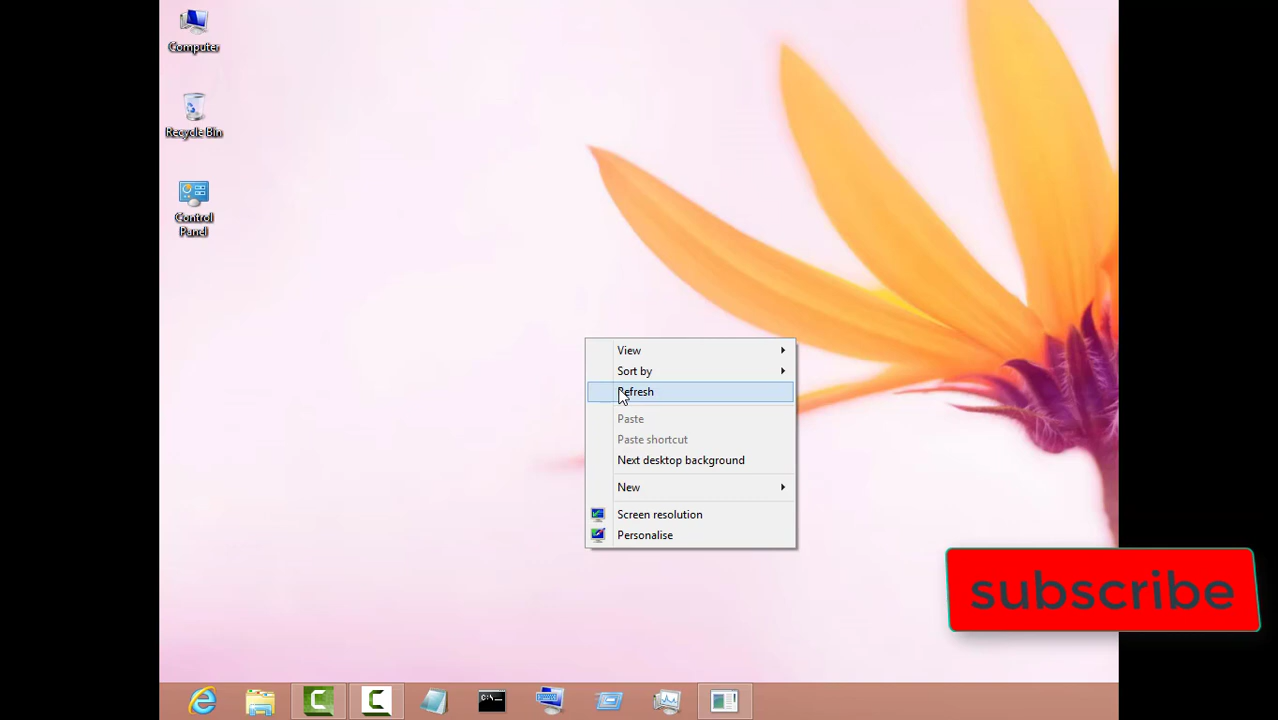 Computer
Recycle Bin
Control
Panel
View
Sort by
Refresh
Paste
Paste shortcut
Next desktop background
New
Screen resolution
Personalise
subscribe
C:\_